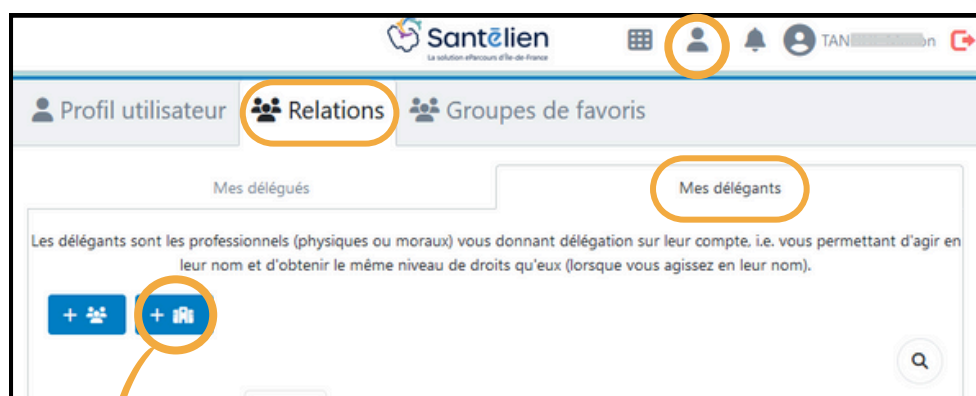 Santēlien
La solution eParcours d'Île-de-France
TAN
Profil utilisateur
Relations
Groupes de favoris
Mes délégués
Mes délégants
Les délégants sont les professionnels (physiques ou moraux) vous donnant délégation sur leur compte, i.e. vous permettant d'agir en
leur nom et d'obtenir le même niveau de droits qu'eux (lorsque vous agissez en leur nom).
+
+